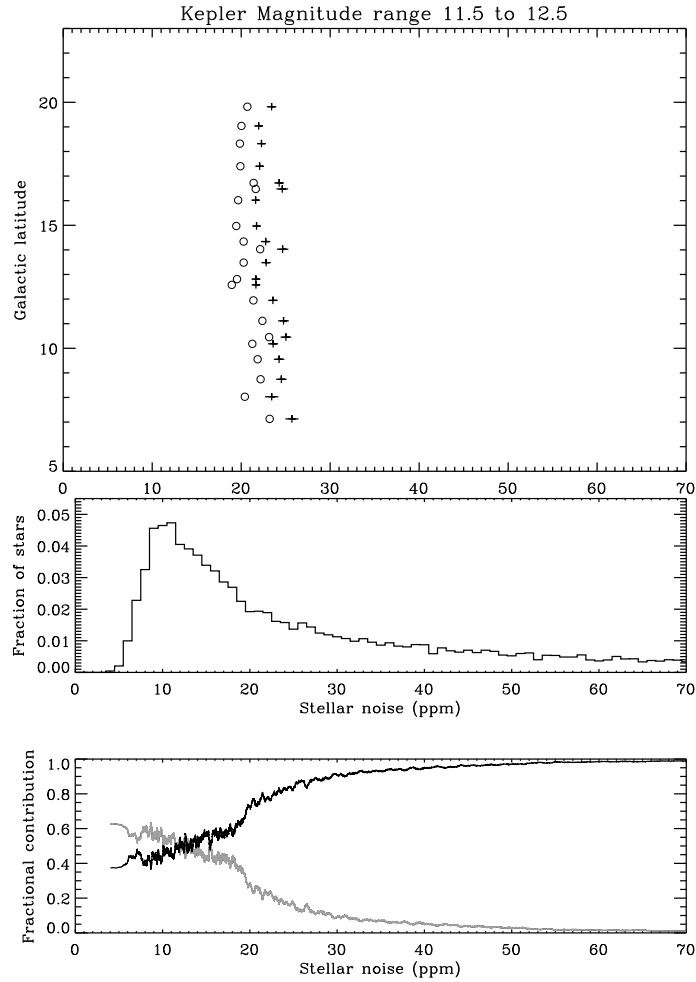 Kepler Magnitude range 11.5 to 12.5
Galactic latitude
20
15
10
5
0 10 20 30 40 50 60 70
Fraction of stars
0.05
0.04
0.03
0.02
0.01
0.00
0 10 20 30 40 50 60 70
Stellar noise (ppm)
Fractional contribution
1.0
0.8
0.6
0.4
0.2
0.0
0 10 20 30 40 50 60 70
Stellar noise (ppm)